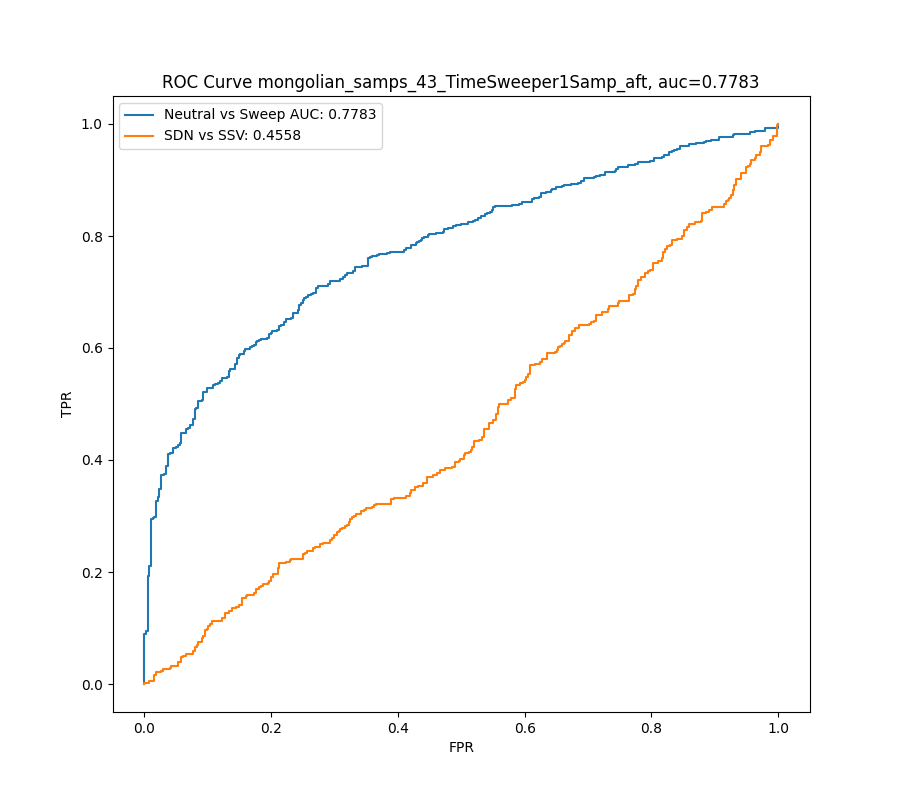 ROC Curve mongolian_samps_43_TimeSweeper1Samp_aft, auc=0.7783
Neutral vs Sweep AUC: 0.7783
SDN vs SSV: 0.4558
1.0
0.8
0.6
0.4
0.2
0.0
TPR
0.0 0.2 0.4 0.6 0.8 1.0
FPR